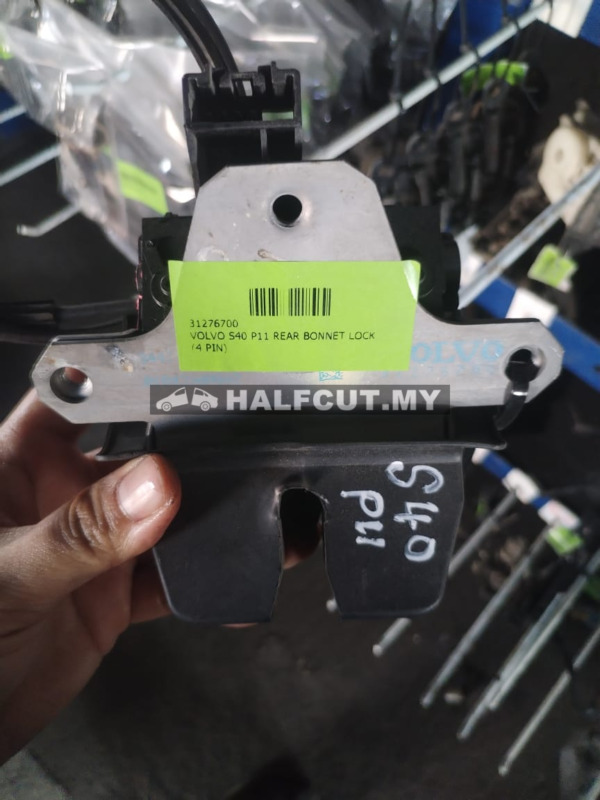 31276700
VOLVO S40 P11 REAR BONNET LOCK
(4 PIN)
VOLVO
HALFCUT.MY
S40
P11